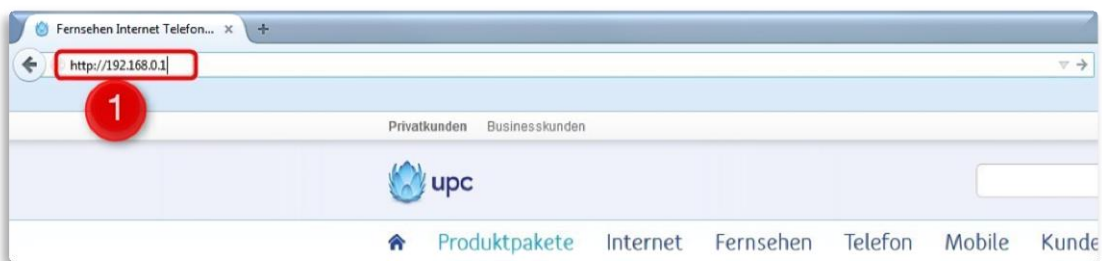 Fernsehen Internet Telefon... × +
http://192.168.0.1
1
Privatkunden Businesskunden
upc
Produktpakete Internet Fernsehen Telefon Mobile Kunde